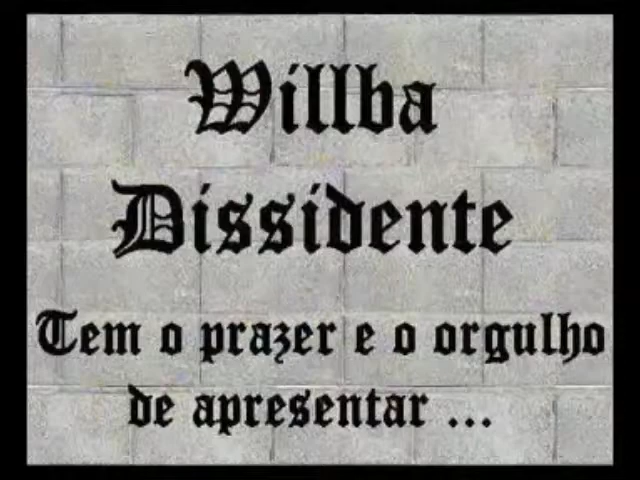 Willba
Dissidente
Tem o prazer e o orgulho
de apresentar ...